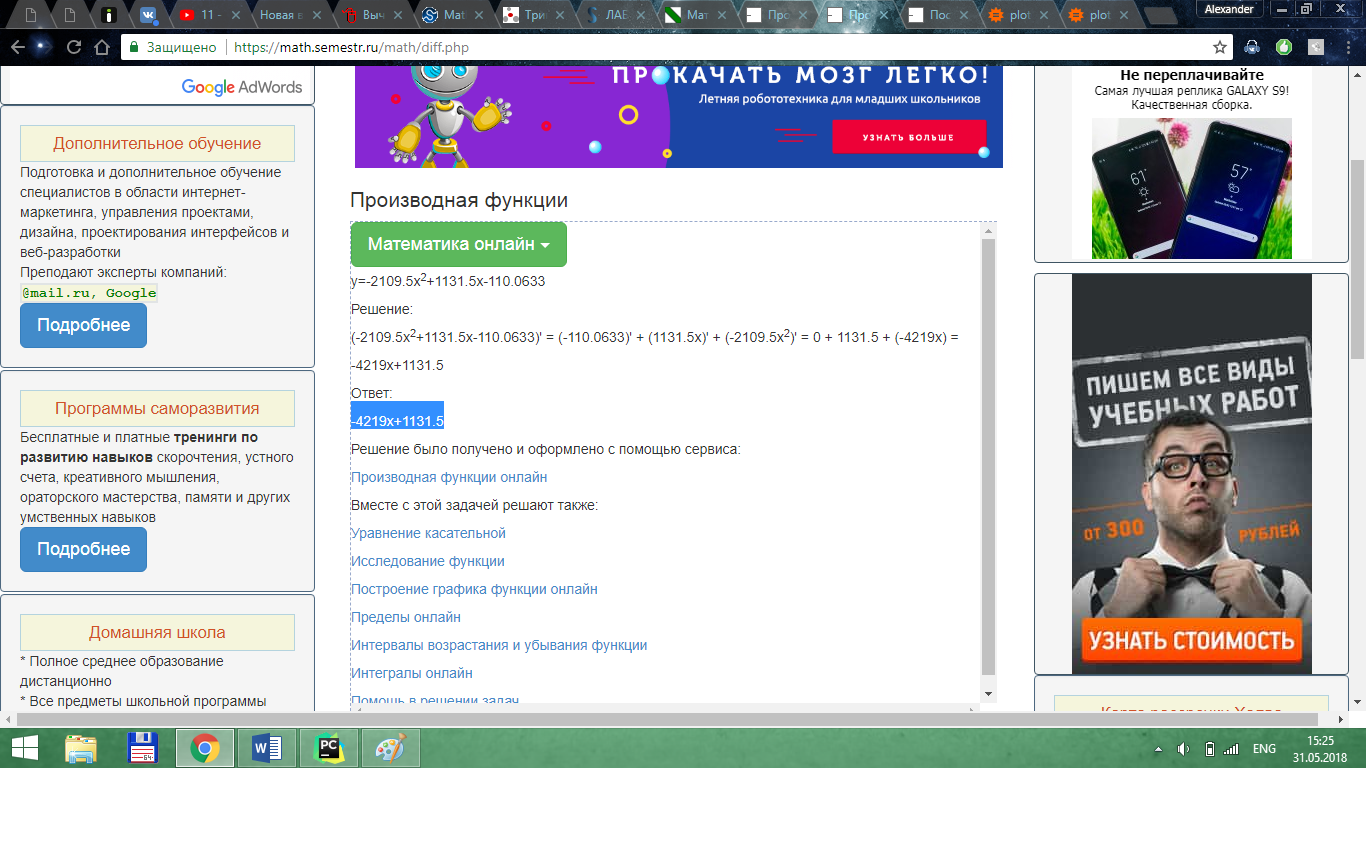 11 -
Новая в
Выч
Mat
Три
ЛАБ
Мат
Про
Про
Пос
plot
plot
Alexander
Защищено
https://math.semestr.ru/math/diff.php
Google AdWords
Дополнительное обучение
Подготовка и дополнительное обучение
специалистов в области интернет-
маркетинга, управления проектами,
дизайна, проектирования интерфейсов и
веб-разработки
Преподают эксперты компаний:
@mail.ru, Google
Подробнее
Программы саморазвития
Бесплатные и платные тренинги по
развитию навыков скорочтения, устного
счета, креативного мышления,
ораторского мастерства, памяти и других
умственных навыков
Подробнее
Домашняя школа
* Полное среднее образование
дистанционно
* Все предметы школьной программы
ПРОКАЧАТЬ МОЗГ ЛЕГКО!
Летняя робототехника для младших школьников
УЗНАТЬ БОЛЬШЕ
Производная функции
Математика онлайн
y=-2109.5x²+1131.5x-110.0633
Решение:
(-2109.5x²+1131.5x-110.0633)' = (-110.0633)' + (1131.5x)' + (-2109.5x²)' = 0 + 1131.5 + (-4219x) =
-4219x+1131.5
Ответ:
-4219x+1131.5
Решение было получено и оформлено с помощью сервиса:
Производная функции онлайн
Вместе с этой задачей решают также:
Уравнение касательной
Исследование функции
Построение графика функции онлайн
Пределы онлайн
Интервалы возрастания и убывания функции
Интегралы онлайн
Помощь в решении задач
Не переплачивайте
Самая лучшая реплика GALAXY S9!
Качественная сборка.
61°
57°
ПИШЕМ ВСЕ ВИДЫ
УЧЕБНЫХ РАБОТ
ОТ 300 РУБЛЕЙ
УЗНАТЬ СТОИМОСТЬ
64
PC
ENG
15:25
31.05.2018